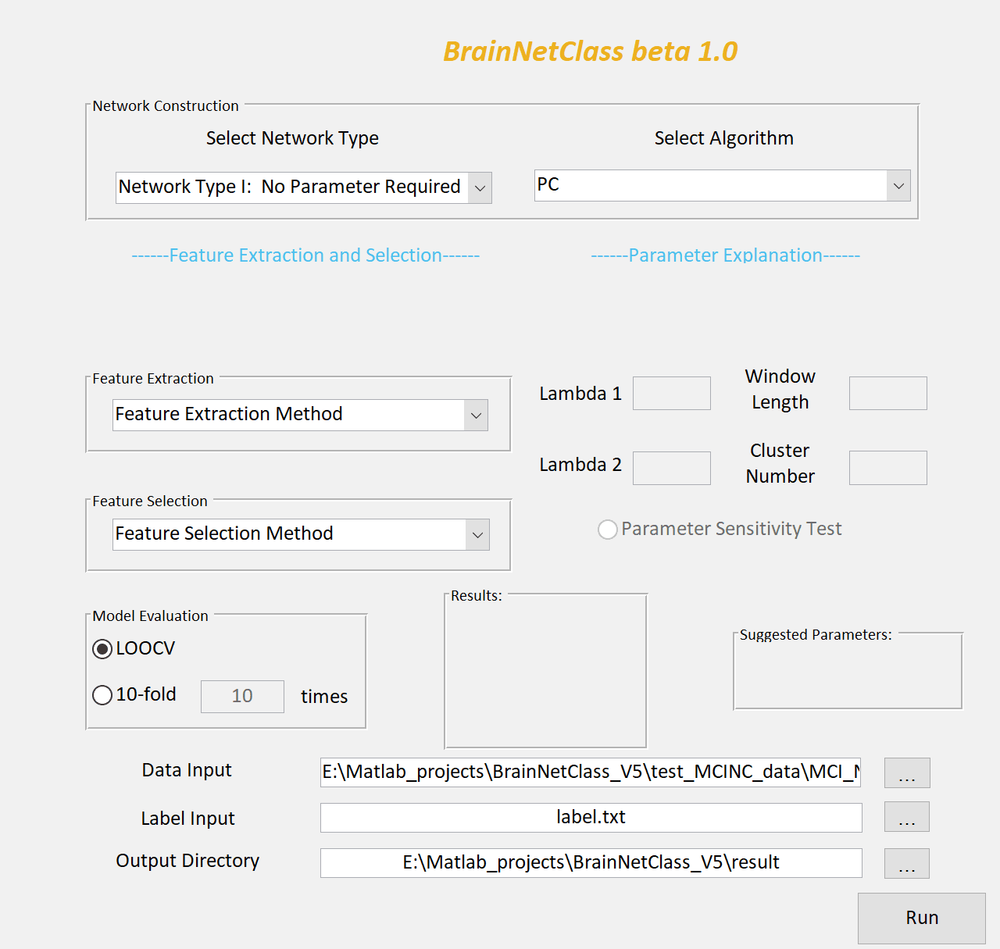 BrainNetClass beta 1.0
Network Construction
Select Network Type
Select Algorithm
Network Type I:  No Parameter Required
PC
------Feature Extraction and Selection------
------Parameter Explanation------
Feature Extraction
Feature Extraction Method
Lambda 1
Window
Length
Lambda 2
Cluster
Number
Feature Selection
Feature Selection Method
Parameter Sensitivity Test
Model Evaluation
LOOCV
10-fold 10 times
Results:
Suggested Parameters:
Data Input
E:\Matlab_projects\BrainNetClass_V5\test_MCINC_data\MCI_N
...
Label Input
label.txt
...
Output Directory
E:\Matlab_projects\BrainNetClass_V5\result
...
Run